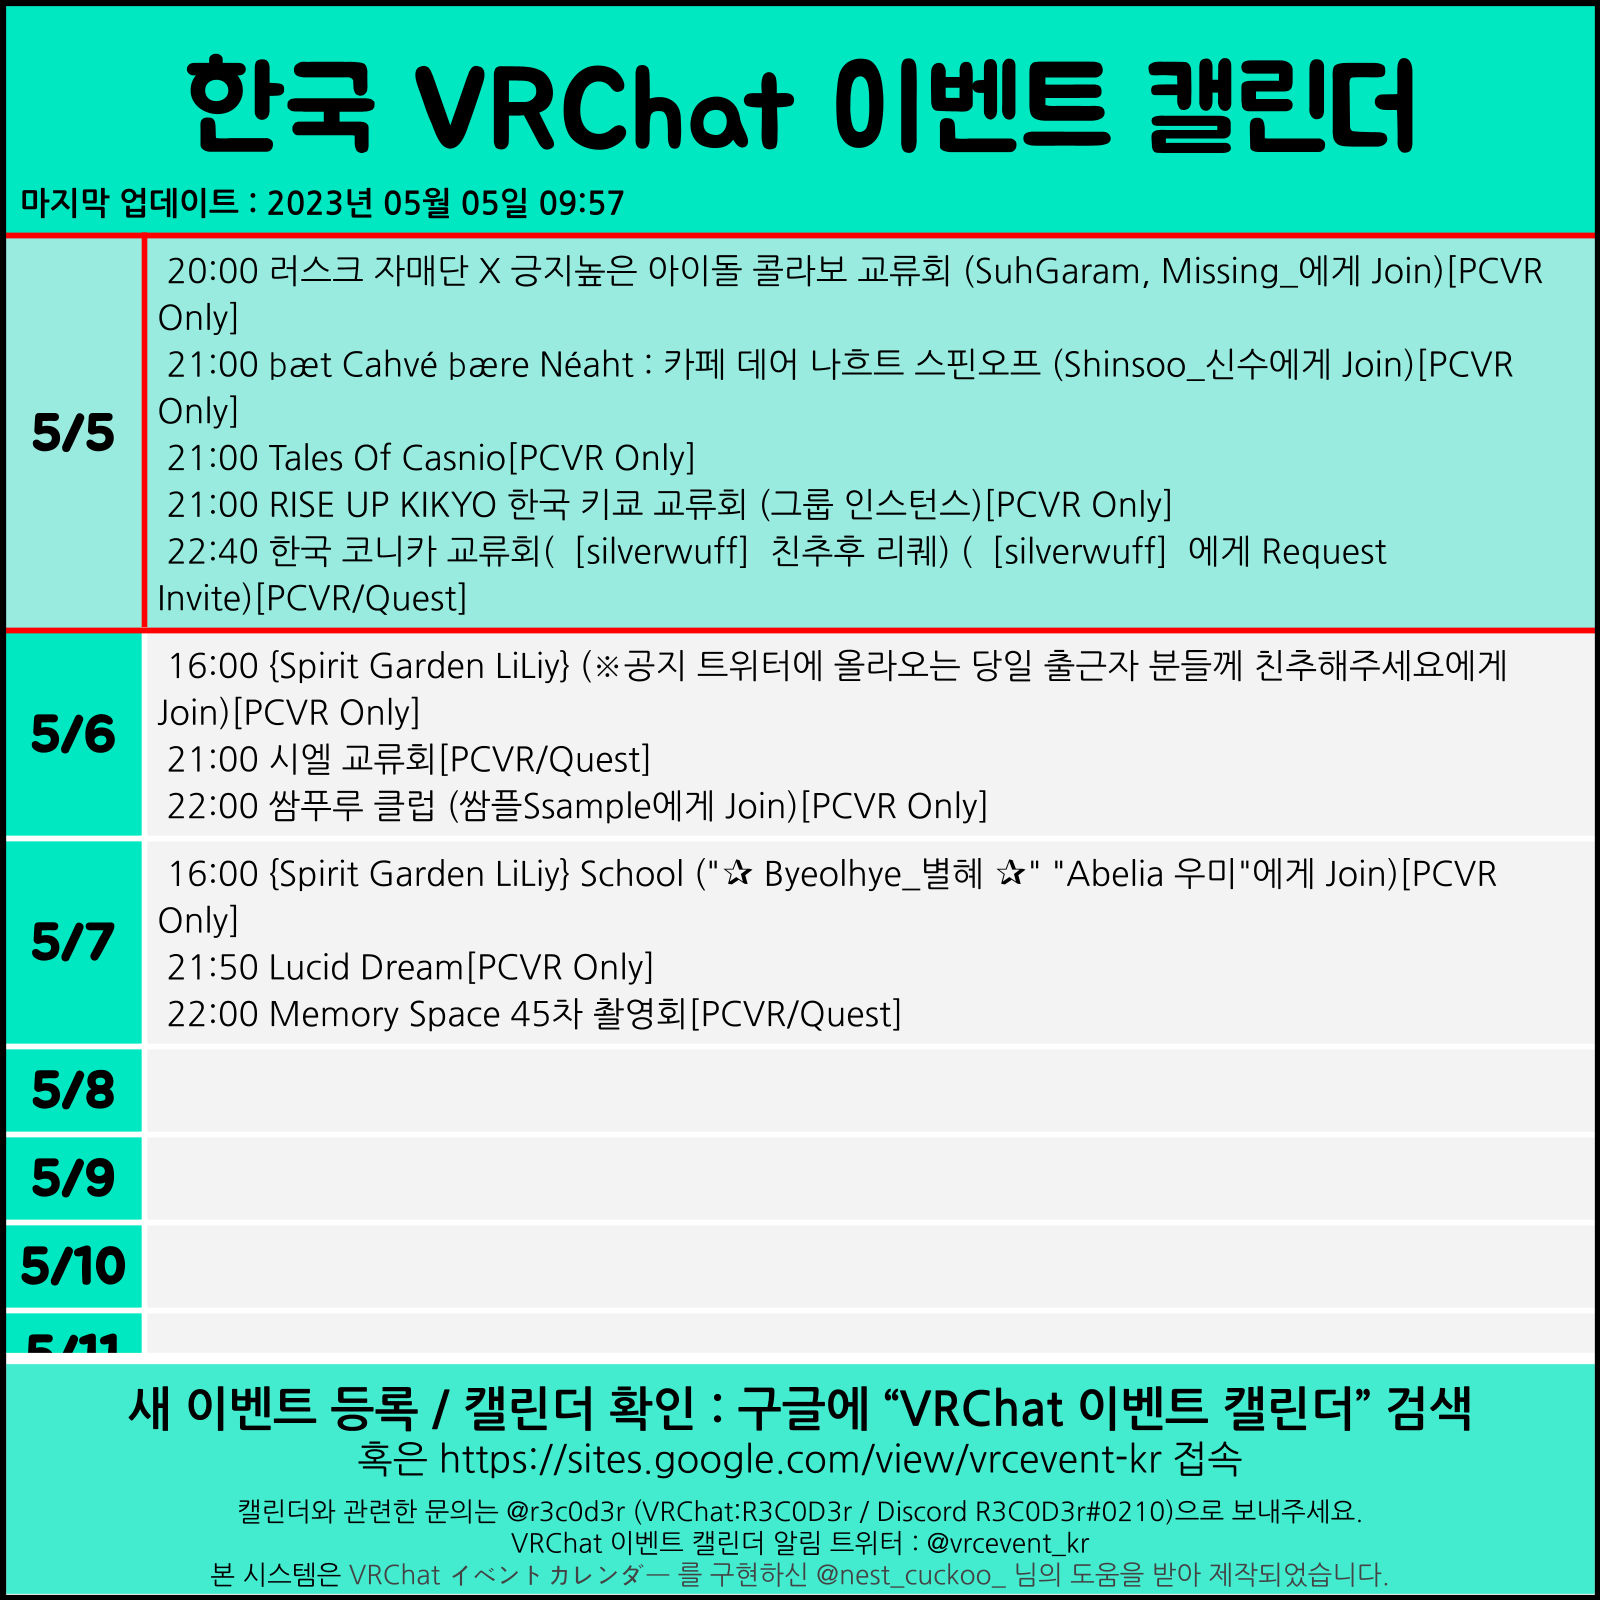 한국 VRChat 이벤트 캘린더
마지막 업데이트 : 2023년 05월 05일 09:57
5/5
20:00 러스크 자매단 X 긍지높은 아이돌 콜라보 교류회 (SuhGaram, Missing_에게 Join)[PCVR
Only]
21:00 þæt Cahvé þære Néaht : 카페 데어 나흐트 스핀오프 (Shinsoo_신수에게 Join)[PCVR
Only]
21:00 Tales Of Casnio[PCVR Only]
21:00 RISE UP KIKYO 한국 키쿄 교류회 (그룹 인스턴스)[PCVR Only]
22:40 한국 코니카 교류회( [silverwuff] 친추후 리퀘) ( [silverwuff] 에게 Request
Invite)[PCVR/Quest]
5/6
16:00 {Spirit Garden LiLiy} (※공지 트위터에 올라오는 당일 출근자 분들께 친추해주세요에게
Join)[PCVR Only]
21:00 시엘 교류회[PCVR/Quest]
22:00 쌈푸루 클럽 (쌈플Ssample에게 Join)[PCVR Only]
5/7
16:00 {Spirit Garden LiLiy} School ("✰ Byeolhye_별혜 ✰" "Abelia 우미"에게 Join)[PCVR
Only]
21:50 Lucid Dream[PCVR Only]
22:00 Memory Space 45차 촬영회[PCVR/Quest]
5/8
5/9
5/10
5/11
새 이벤트 등록 / 캘린더 확인 : 구글에 “VRChat 이벤트 캘린더” 검색
혹은 https://sites.google.com/view/vrcevent-kr 접속
캘린더와 관련한 문의는 @r3c0d3r (VRChat:R3C0D3r / Discord R3C0D3r#0210)으로 보내주세요.
VRChat 이벤트 캘린더 알림 트위터 : @vrcevent_kr
본 시스템은 VRChat イベントカレンダー 를 구현하신 @nest_cuckoo_ 님의 도움을 받아 제작되었습니다.